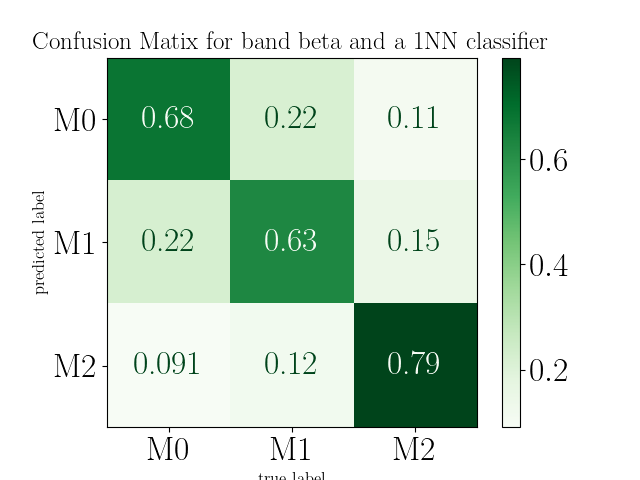 Confusion Matix for band beta and a 1NN classifier
M0 0.68 0.22 0.11
M1 0.22 0.63 0.15
M2 0.091 0.12 0.79
M0 M1 M2
predicted label
true label
0.6
0.4
0.2